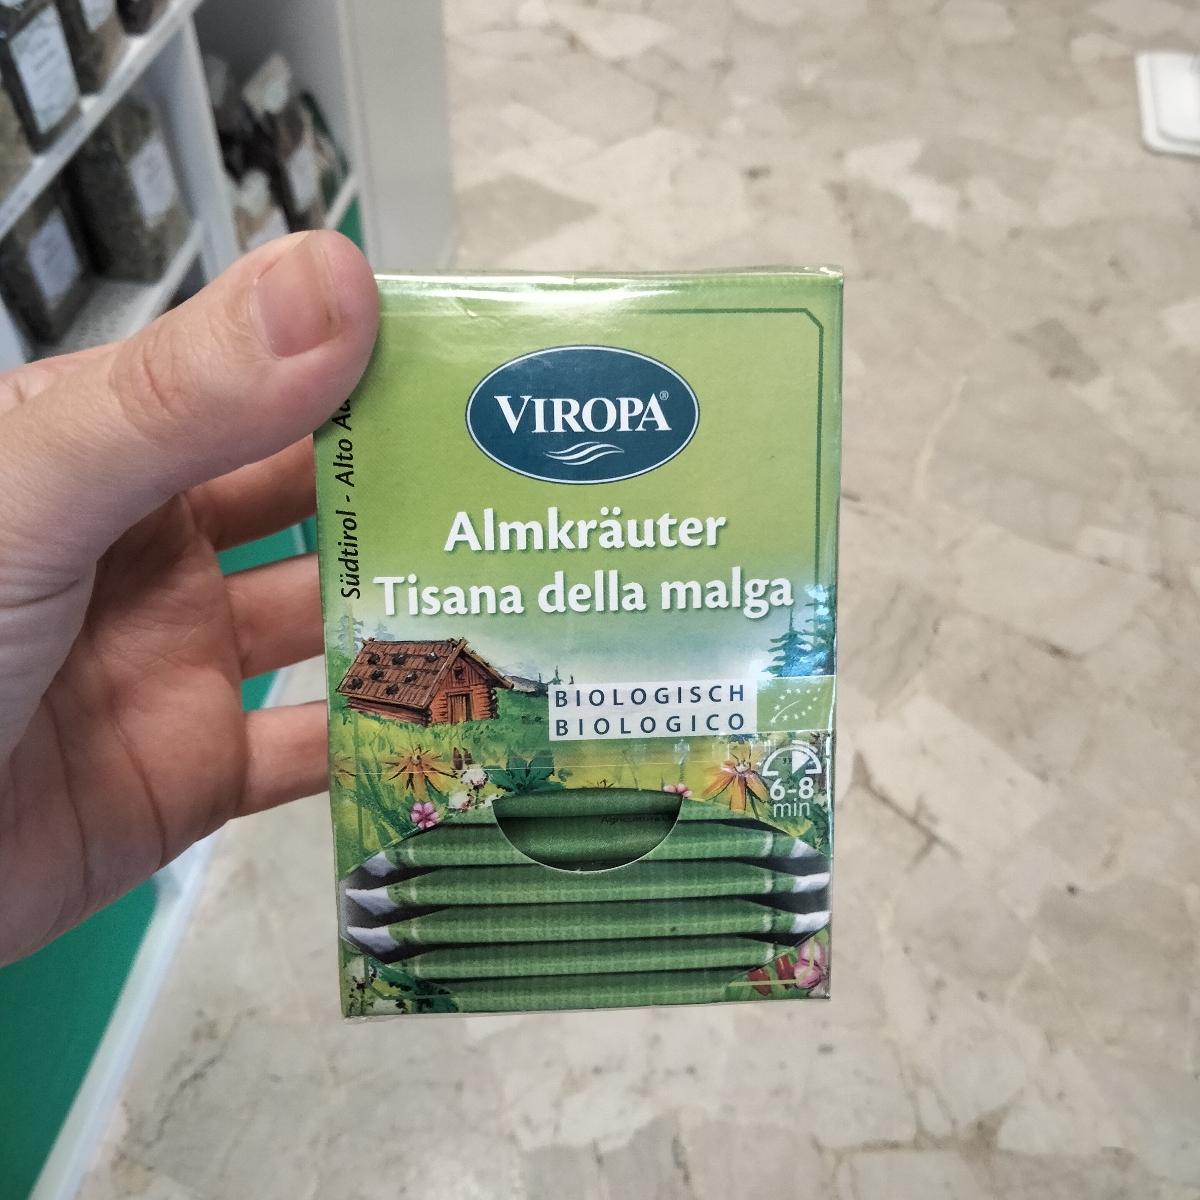 VIROPA®
Südtirol - Alto
Almkräuter
Tisana della malga
BIOLOGISCH
BIOLOGICO
6-8
min